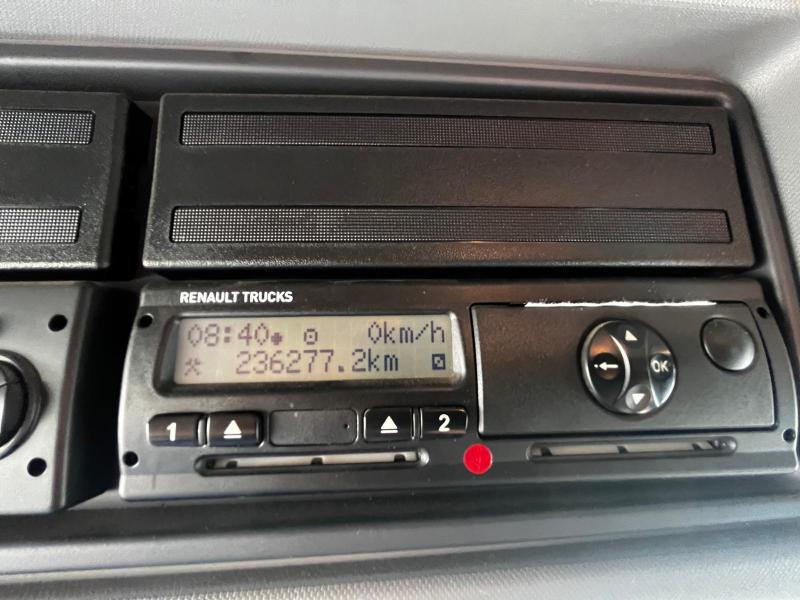 RENAULT TRUCKS
08:40 0km/h
236277.2km
1 2
OK